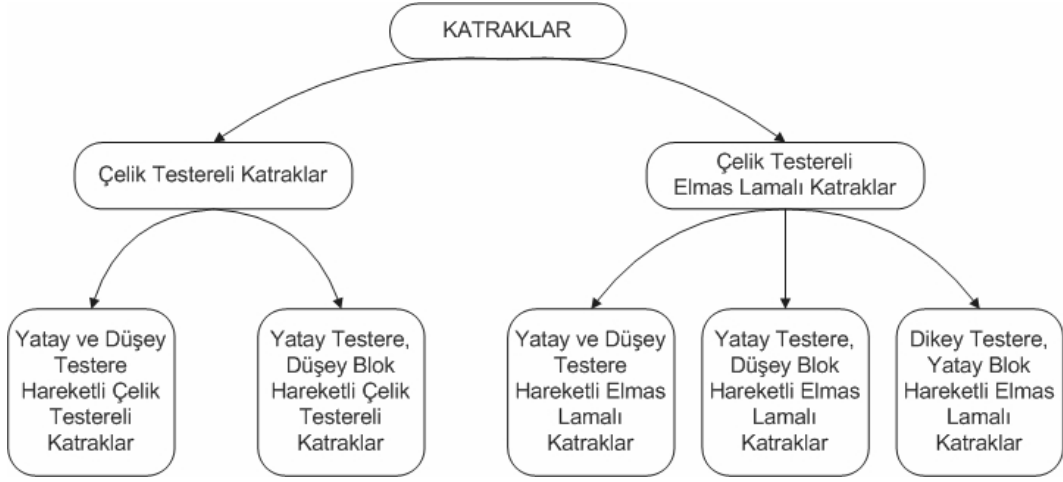 KATRAKLAR
Çelik Testereli Katraklar
Çelik Testereli
Elmas Lamalı Katraklar
Yatay ve Düşey
Testere
Hareketli Çelik
Testereli
Katraklar
Yatay Testere,
Düşey Blok
Hareketli Çelik
Testereli
Katraklar
Yatay ve Düşey
Testere
Hareketli Elmas
Lamalı
Katraklar
Yatay Testere,
Düşey Blok
Hareketli Elmas
Lamalı
Katraklar
Dikey Testere,
Yatay Blok
Hareketli Elmas
Lamalı
Katraklar